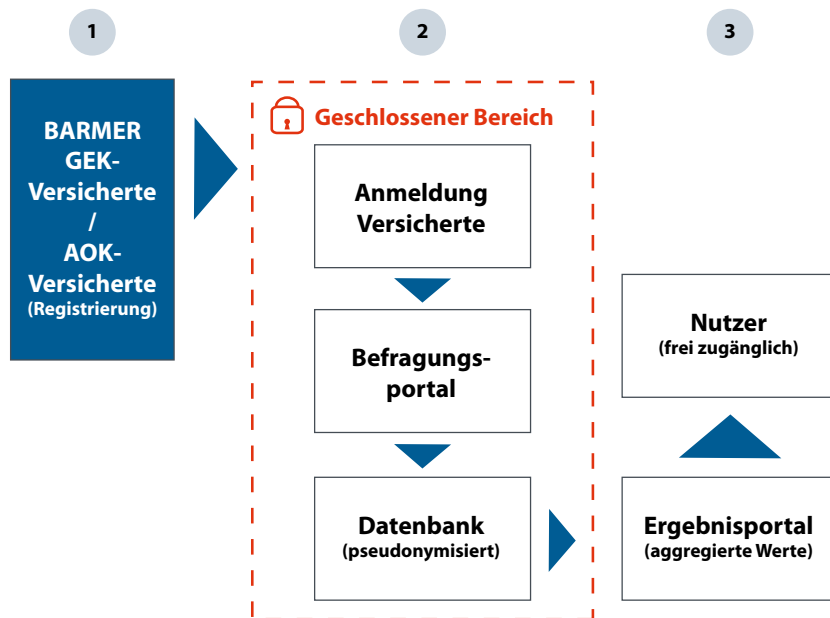 1
2
3
BARMER
GEK-
Versicherte
/
AOK-
Versicherte
(Registrierung)
Geschlossener Bereich
Anmeldung
Versicherte
Befragungs-
portal
Datenbank
(pseudonymisiert)
Nutzer
(frei zugänglich)
Ergebnisportal
(aggregierte Werte)